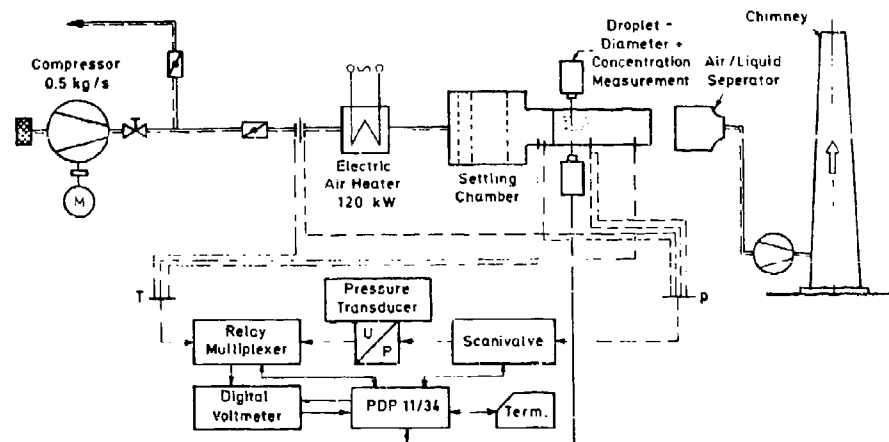 Chimney
Droplet -
Diameter +
Concentration
Measurement
Air/Liquid
Seperator
Compressor
0.5 kg/s
M
Electric
Air Heater
120 kW
Settling
Chamber
T
p
Pressure
Transducer
U
P
Relay
Multiplexer
Scanivalve
Digital
Voltmeter
PDP 11/34
Term.